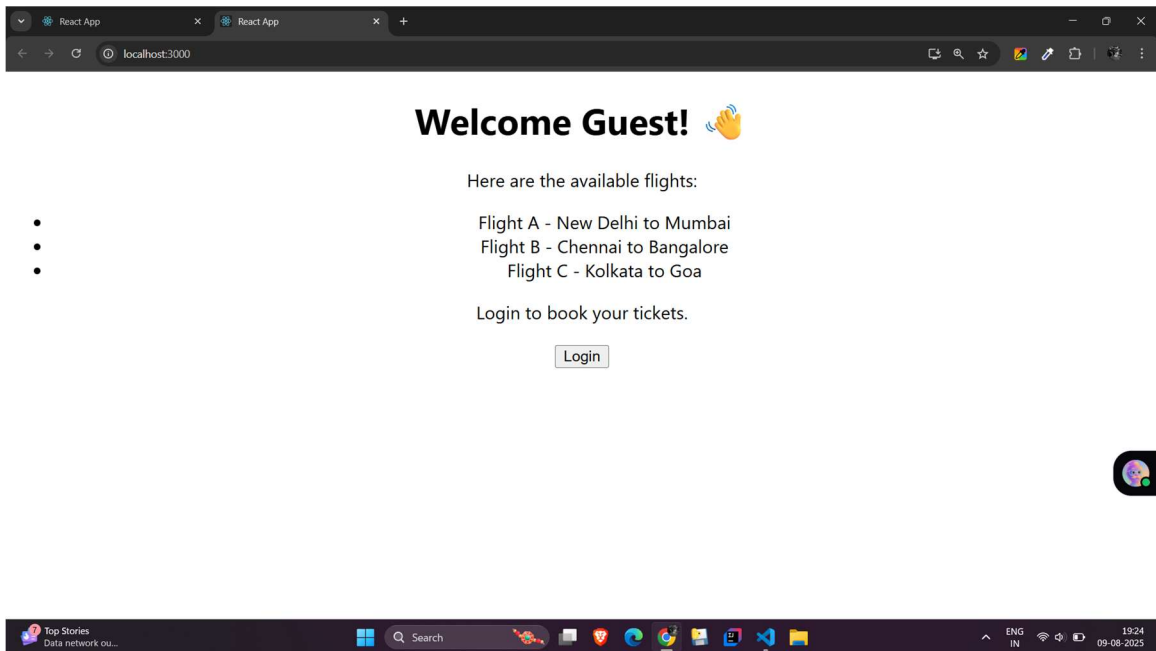 React App
React App
localhost:3000
Welcome Guest! 👋
Here are the available flights:
• Flight A - New Delhi to Mumbai
• Flight B - Chennai to Bangalore
• Flight C - Kolkata to Goa
Login to book your tickets.
Login
7
Top Stories
Data network ou...
Search
ENG
IN
19:24
09-08-2025